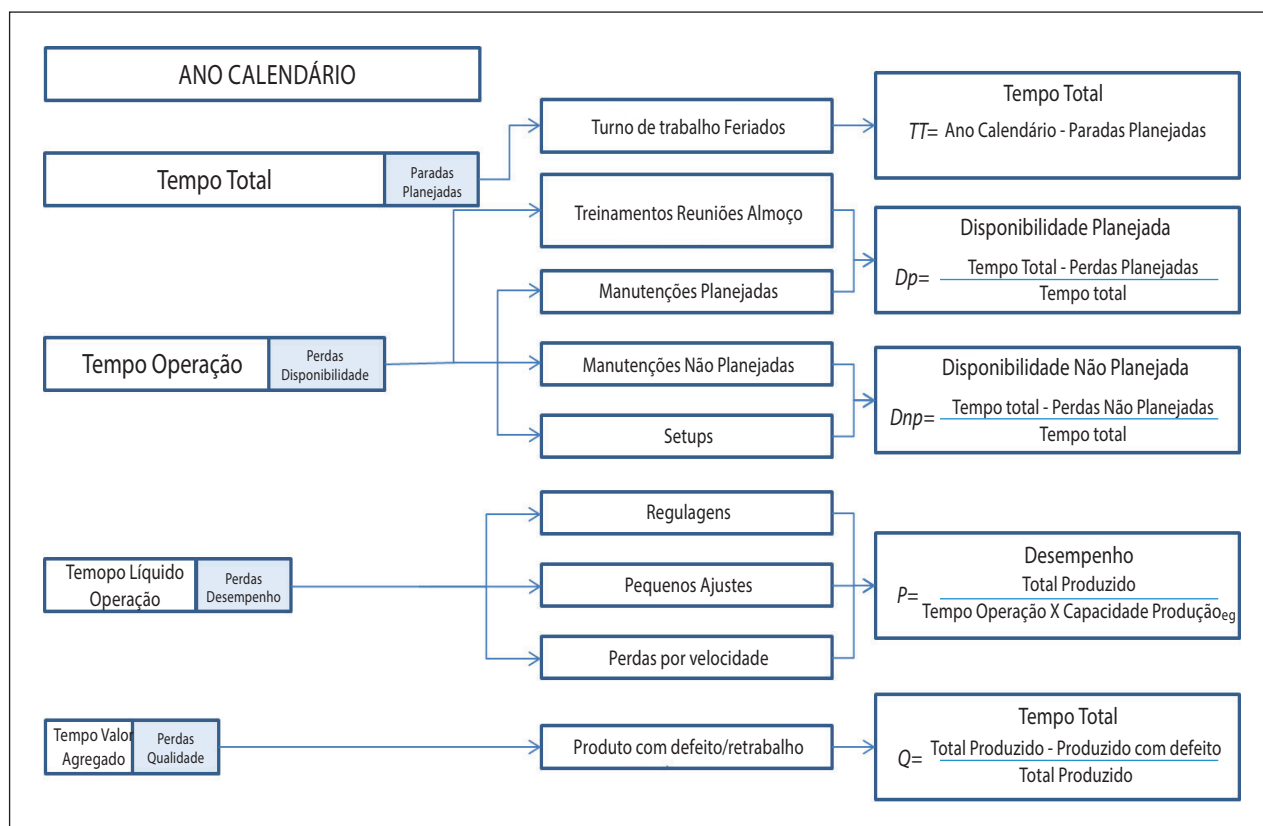 ANO CALENDÁRIO
Tempo Total
Paradas
Planejadas
Turno de trabalho Feriados
Tempo Total
TT= Ano Calendário - Paradas Planejadas
Treinamentos Reuniões Almoço
Manutenções Planejadas
Disponibilidade Planejada
Dp=
Tempo Total - Perdas Planejadas
Tempo total
Tempo Operação
Perdas
Disponibilidade
Manutenções Não Planejadas
Setups
Disponibilidade Não Planejada
Dnp=
Tempo total - Perdas Não Planejadas
Tempo total
Temopo Líquido
Operação
Perdas
Desempenho
Regulagens
Pequenos Ajustes
Perdas por velocidade
Desempenho
P=
Total Produzido
Tempo Operação X Capacidade Produçãoeg
Tempo Valor
Agregado
Perdas
Qualidade
Produto com defeito/retrabalho
Tempo Total
Q=
Total Produzido - Produzido com defeito
Total Produzido